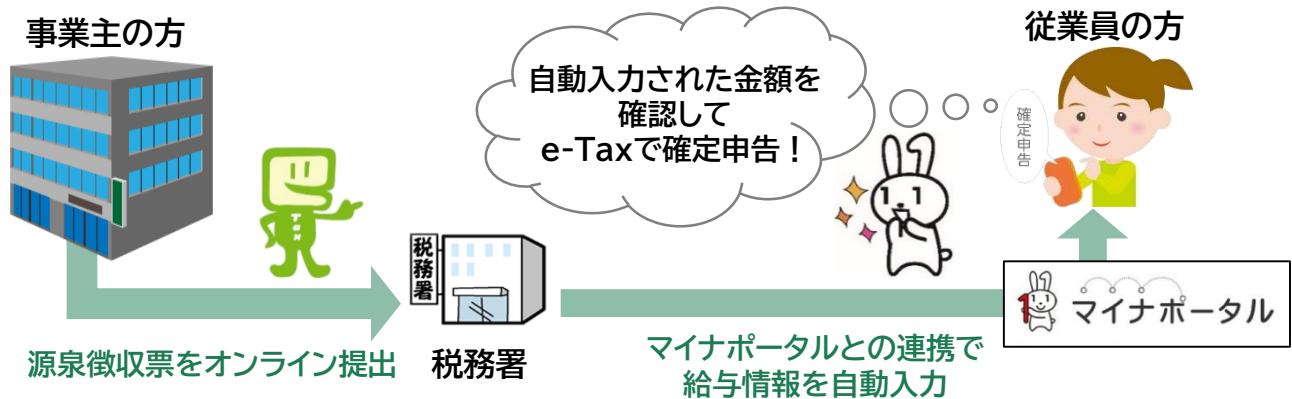 事業主の方
従業員の方
自動入力された金額を
確認して
e-Taxで確定申告！
確定申告
税務署
マイナポータル
源泉徴収票をオンライン提出
税務署
マイナポータルとの連携で
給与情報を自動入力